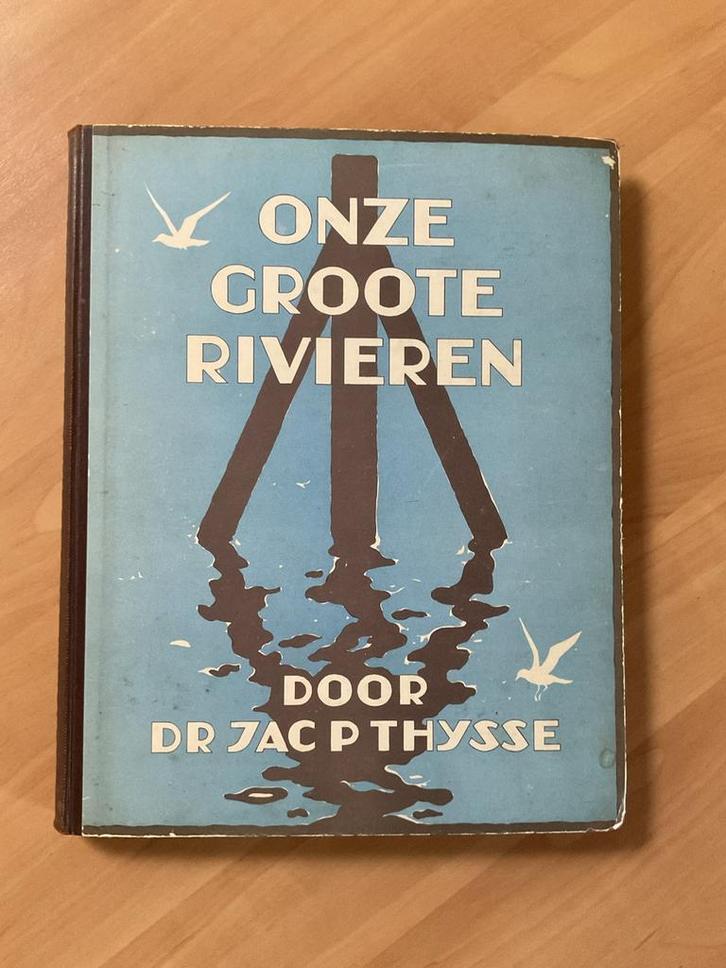 ONZE
GROOTE
RIVIEREN
DOOR
DR JAC P THYSSE